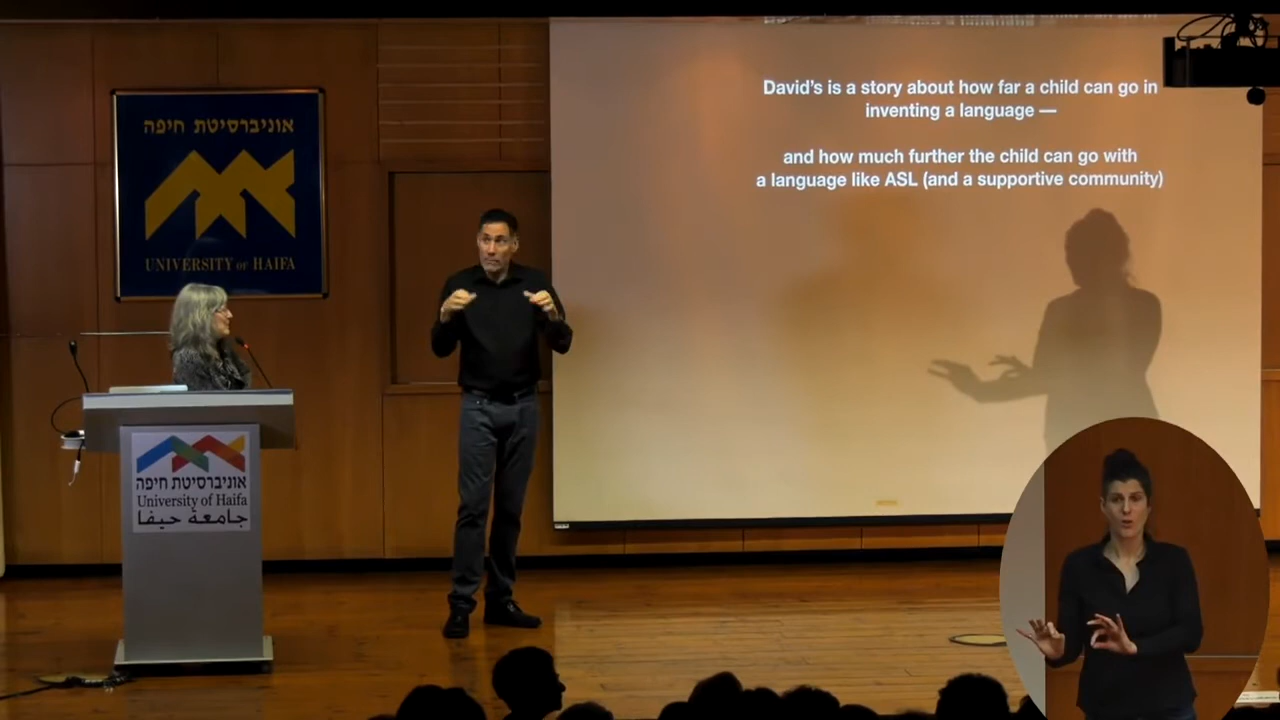 אוניברסיטת חיפה
UNIVERSITY OF HAIFA
אוניברסיטת חיפה
University of Haifa
جامعة حيفا
David's is a story about how far a child can go in
inventing a language —
and how much further the child can go with
a language like ASL (and a supportive community)